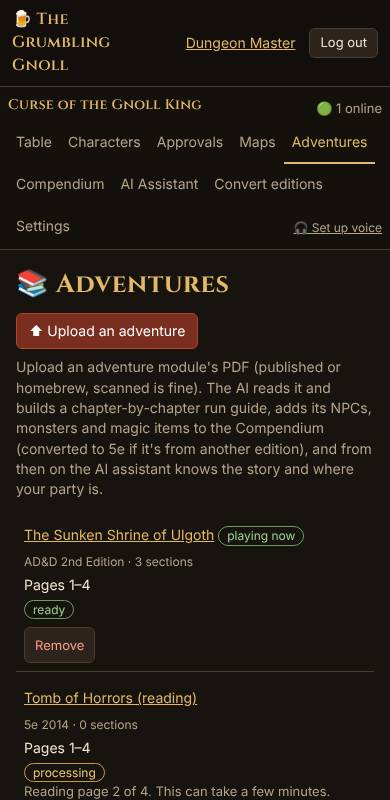 🍺 The Grumbling Gnoll
Dungeon Master
Log out
Curse of the Gnoll King
🟢 1 online
Table Characters Approvals Maps Adventures
Compendium AI Assistant Convert editions
Settings
🎧 Set up voice
📚 Adventures
⬆ Upload an adventure
Upload an adventure module's PDF (published or
homebrew, scanned is fine). The AI reads it and
builds a chapter-by-chapter run guide, adds its NPCs,
monsters and magic items to the Compendium
(converted to 5e if it's from another edition), and from
then on the AI assistant knows the story and where
your party is.
The Sunken Shrine of Ulgoth playing now
AD&D 2nd Edition · 3 sections
Pages 1–4
ready
Remove
Tomb of Horrors (reading)
5e 2014 · 0 sections
Pages 1–4
processing
Reading page 2 of 4. This can take a few minutes.